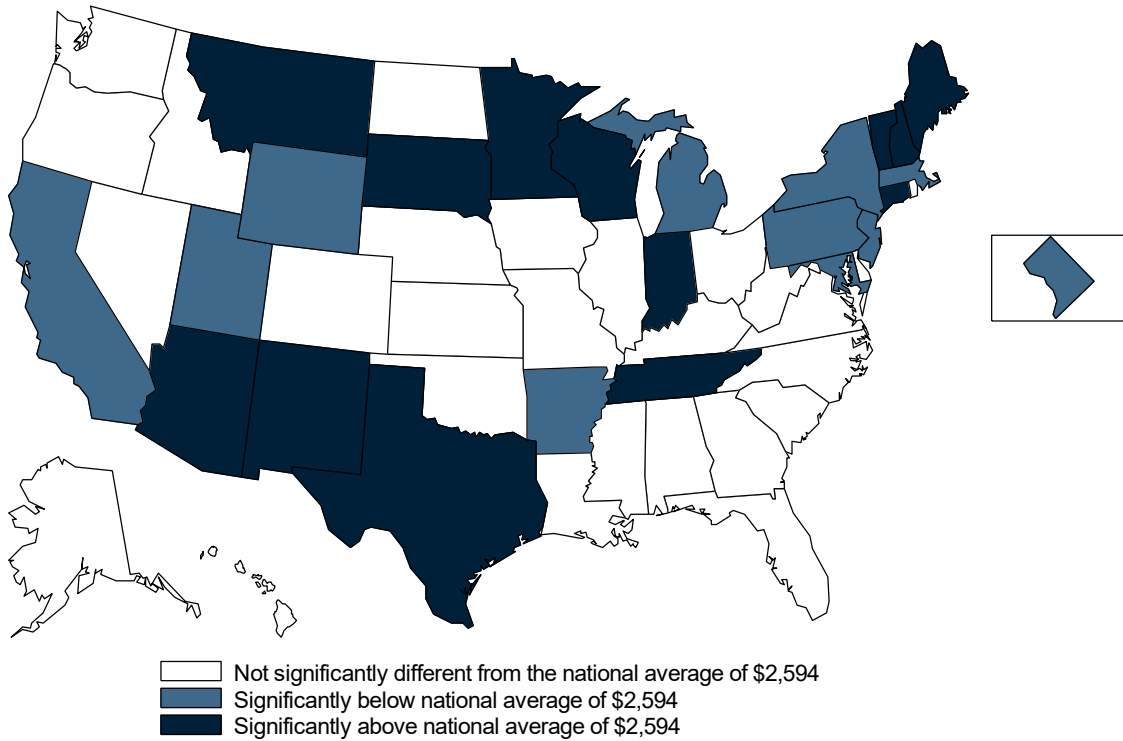 Not significantly different from the national average of $2,594
Significantly below national average of $2,594
Significantly above national average of $2,594